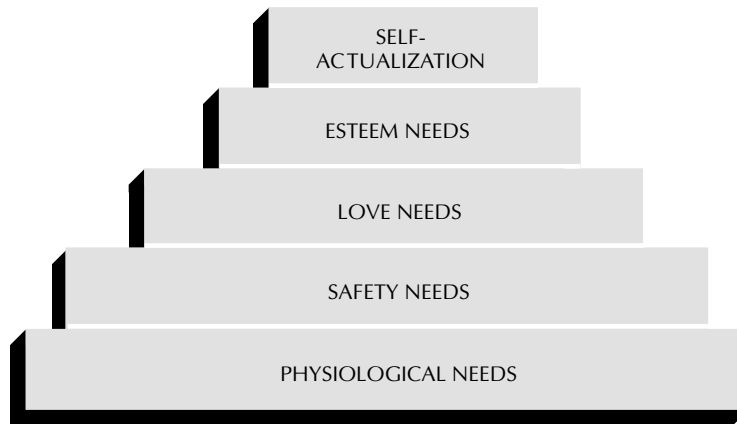 SELF-
ACTUALIZATION
ESTEEM NEEDS
LOVE NEEDS
SAFETY NEEDS
PHYSIOLOGICAL NEEDS